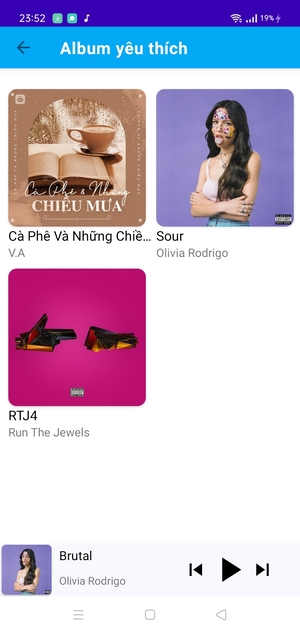 23:52
19%
Album yêu thích
Cà Phê & Những
CHIỀU MƯA
Cà Phê Và Những Chiề...
V.A
Sour
Olivia Rodrigo
RTJ4
Run The Jewels
Brutal
Olivia Rodrigo